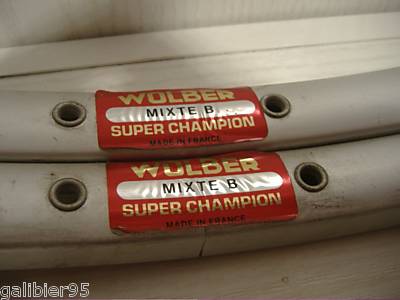 WOLBER
MIXTE B
SUPER CHAMPION
MADE IN FRANCE
WOLBER
MIXTE B
SUPER CHAMPION
MADE IN FRANCE
galibier95